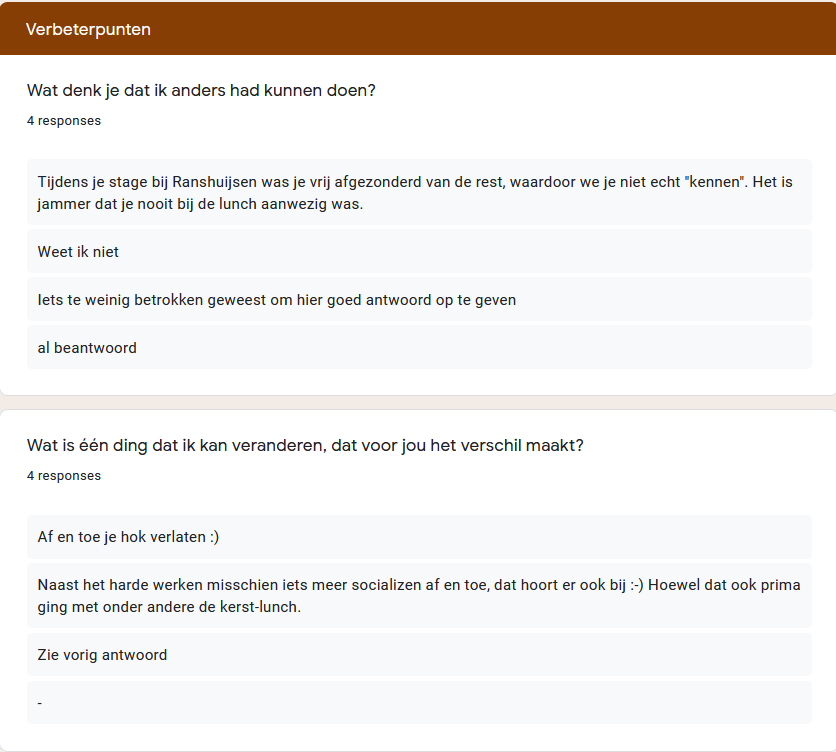 Verbeterpunten
Wat denk je dat ik anders had kunnen doen?
4 responses
Tijdens je stage bij Ranshuijsen was je vrij afgezonderd van de rest, waardoor we je niet echt "kennen". Het is
jammer dat je nooit bij de lunch aanwezig was.
Weet ik niet
Iets te weinig betrokken geweest om hier goed antwoord op te geven
al beantwoord
Wat is één ding dat ik kan veranderen, dat voor jou het verschil maakt?
4 responses
Af en toe je hok verlaten :)
Naast het harde werken misschien iets meer socializen af en toe, dat hoort er ook bij :-) Hoewel dat ook prima
ging met onder andere de kerst-lunch.
Zie vorig antwoord
-